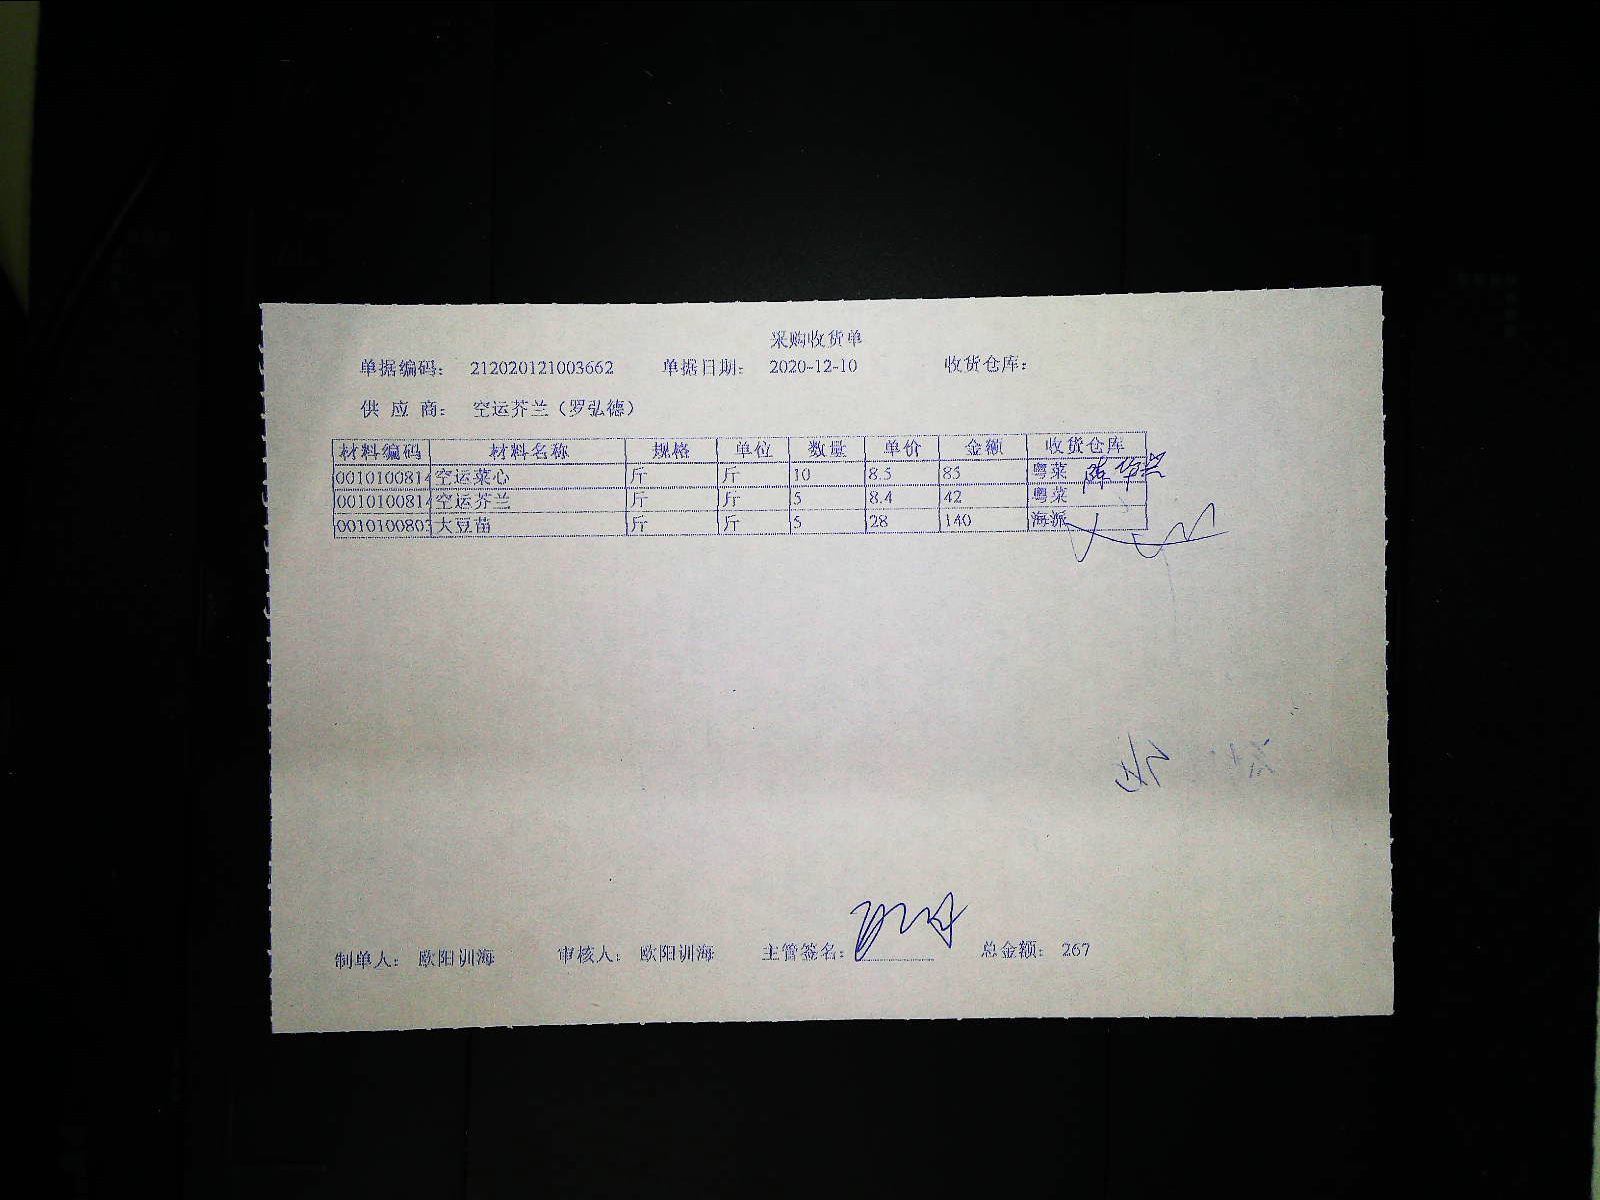 采购收货单
单据编码： 212020121003662 单据日期： 2020-12-10 收货仓库：
供 应 商： 空运芥兰（罗弘德）
材料编码 材料名称 规格 单位 数量 单价 金额 收货仓库
0010100814 空运菜心 斤 斤 10 8.5 85 粤菜
0010100814 空运芥兰 斤 斤 5 8.4 42 粤菜
0010100803 大豆苗 斤 斤 5 28 140 海派
制单人： 欧阳训海 审核人： 欧阳训海 主管签名： 总金额： 267